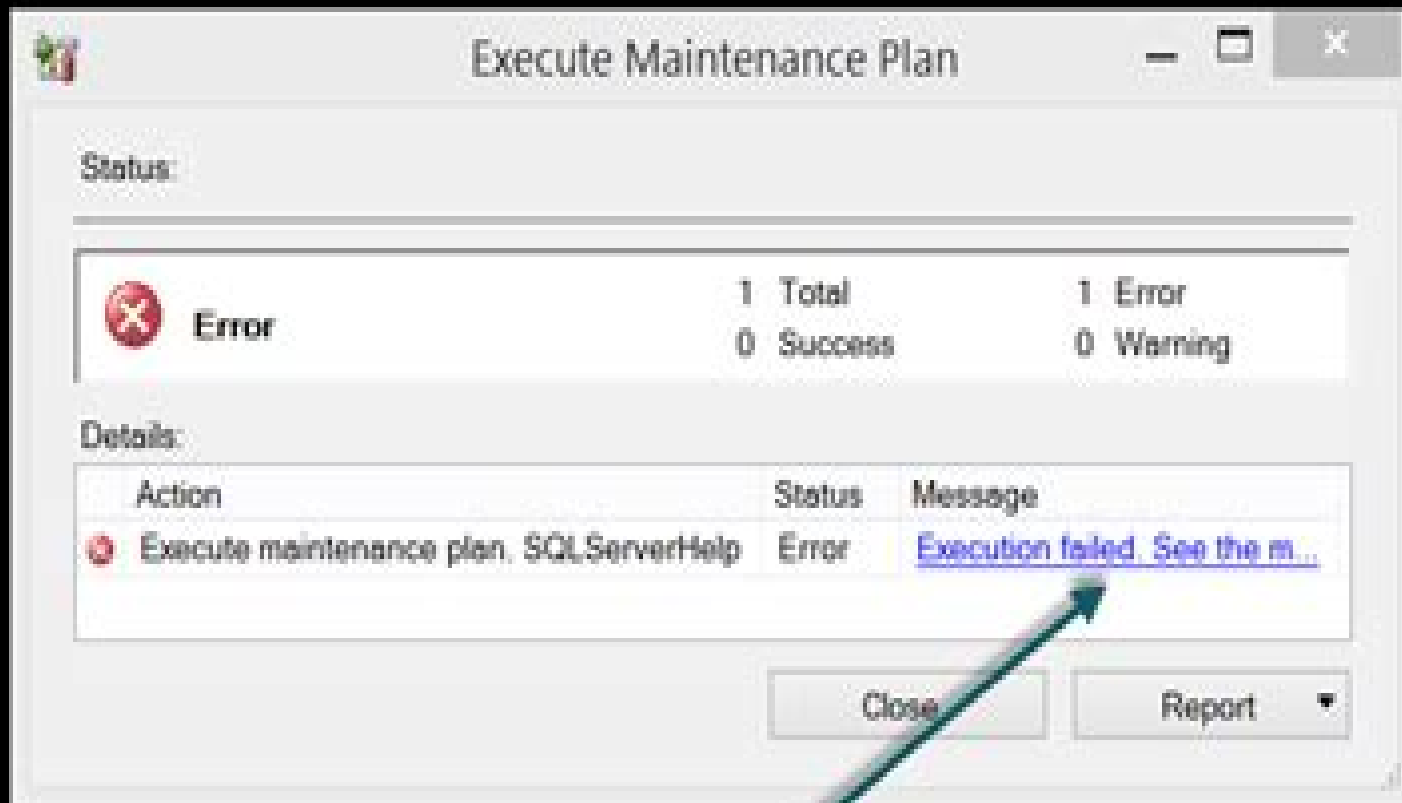 Execute Maintenance Plan
Status:
Error
1 Total
1 Error
0 Success
0 Warning
Details:
Action Status Message
Execute maintenance plan. SQLServerHelp Error Execution failed. See the m...
Close Report